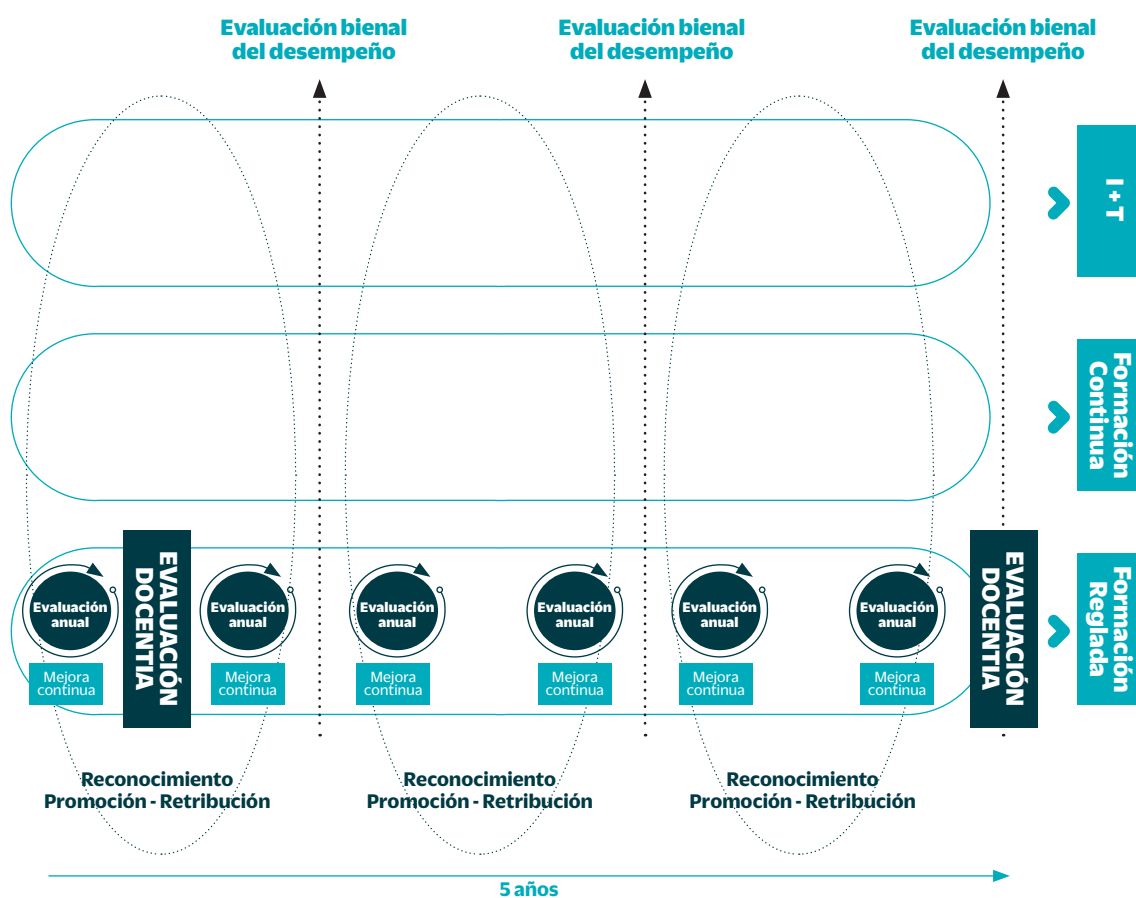 Evaluación bienal
del desempeño
Evaluación bienal
del desempeño
Evaluación bienal
del desempeño
I + T
Formación
Continua
Formación
Reglada
EVALUACIÓN
DOCENTIA
EVALUACIÓN
DOCENTIA
Evaluación
anual
Evaluación
anual
Evaluación
anual
Evaluación
anual
Evaluación
anual
Evaluación
anual
Mejora
continua
Mejora
continua
Mejora
continua
Mejora
continua
Mejora
continua
Mejora
continua
Reconocimiento
Promoción - Retribución
Reconocimiento
Promoción - Retribución
Reconocimiento
Promoción - Retribución
5 años